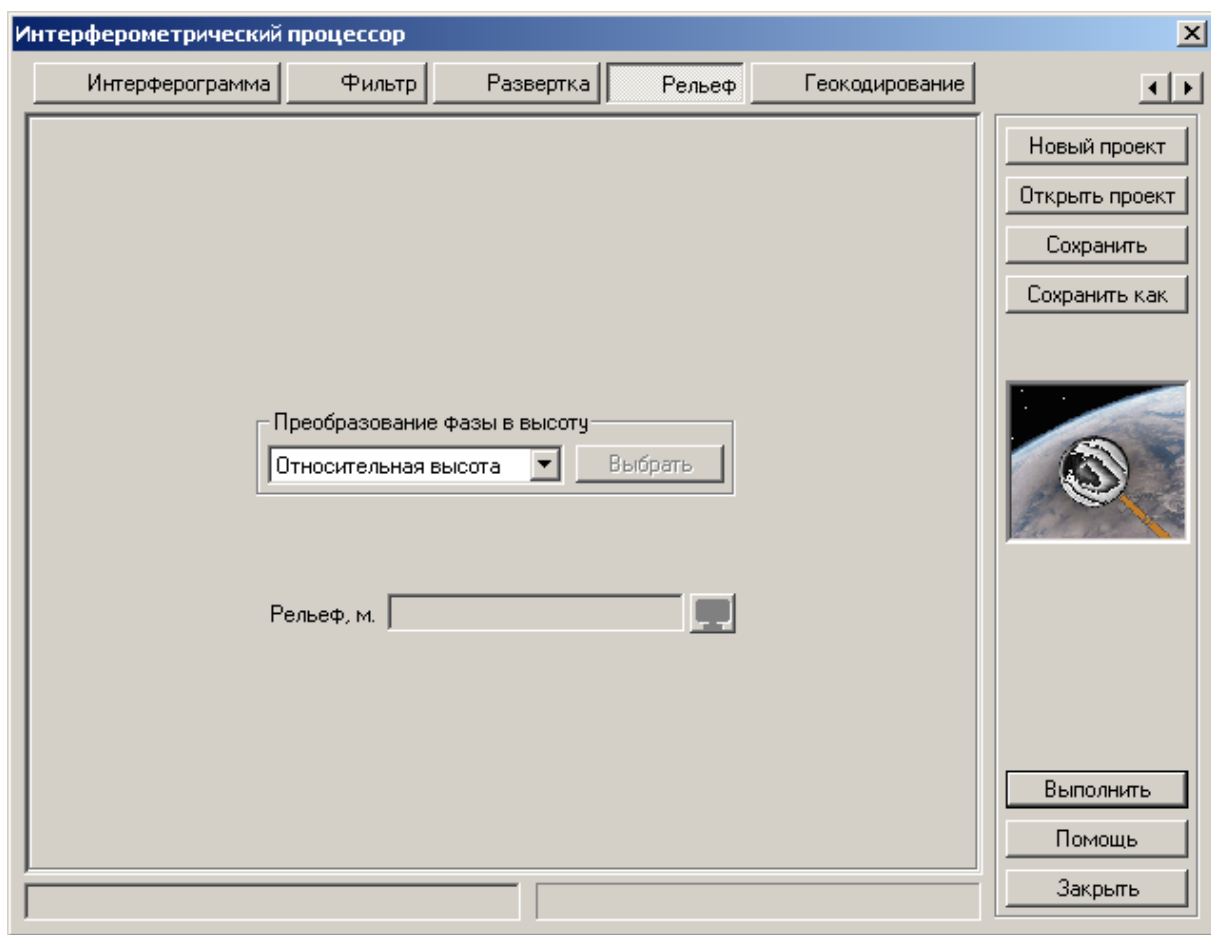 Интерферометрический процессор
Интерферограмма
Фильтр
Развертка
Рельеф
Геокодирование
Новый проект
Открыть проект
Сохранить
Сохранить как
Преобразование фазы в высоту
Относительная высота
Выбрать
Рельеф, м.
Выполнить
Помощь
Закрыть